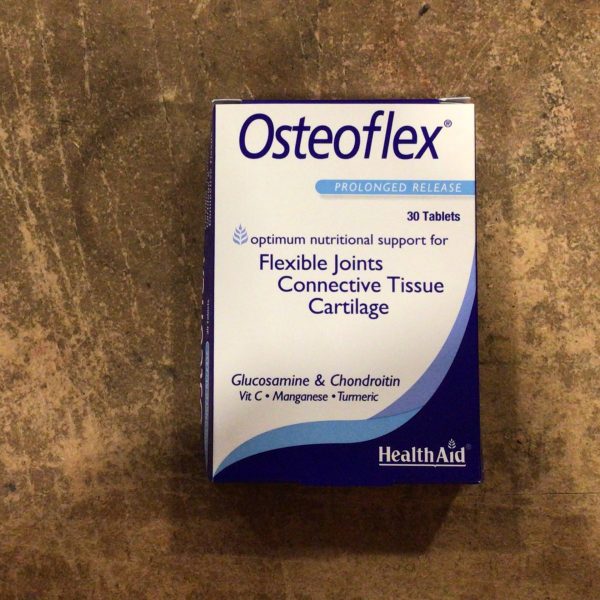 Osteoflex®
PROLONGED RELEASE
30 Tablets
optimum nutritional support for
Flexible Joints
Connective Tissue
Cartilage
Glucosamine & Chondroitin
Vit C • Manganese • Turmeric
HealthAid®